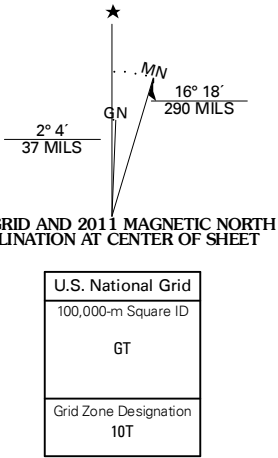 ★
MN
GN
16° 18´
290 MILS
2° 4´
37 MILS
GRID AND 2011 MAGNETIC NORTH
LINATION AT CENTER OF SHEET
U.S. National Grid
100,000-m Square ID
GT
Grid Zone Designation
10T